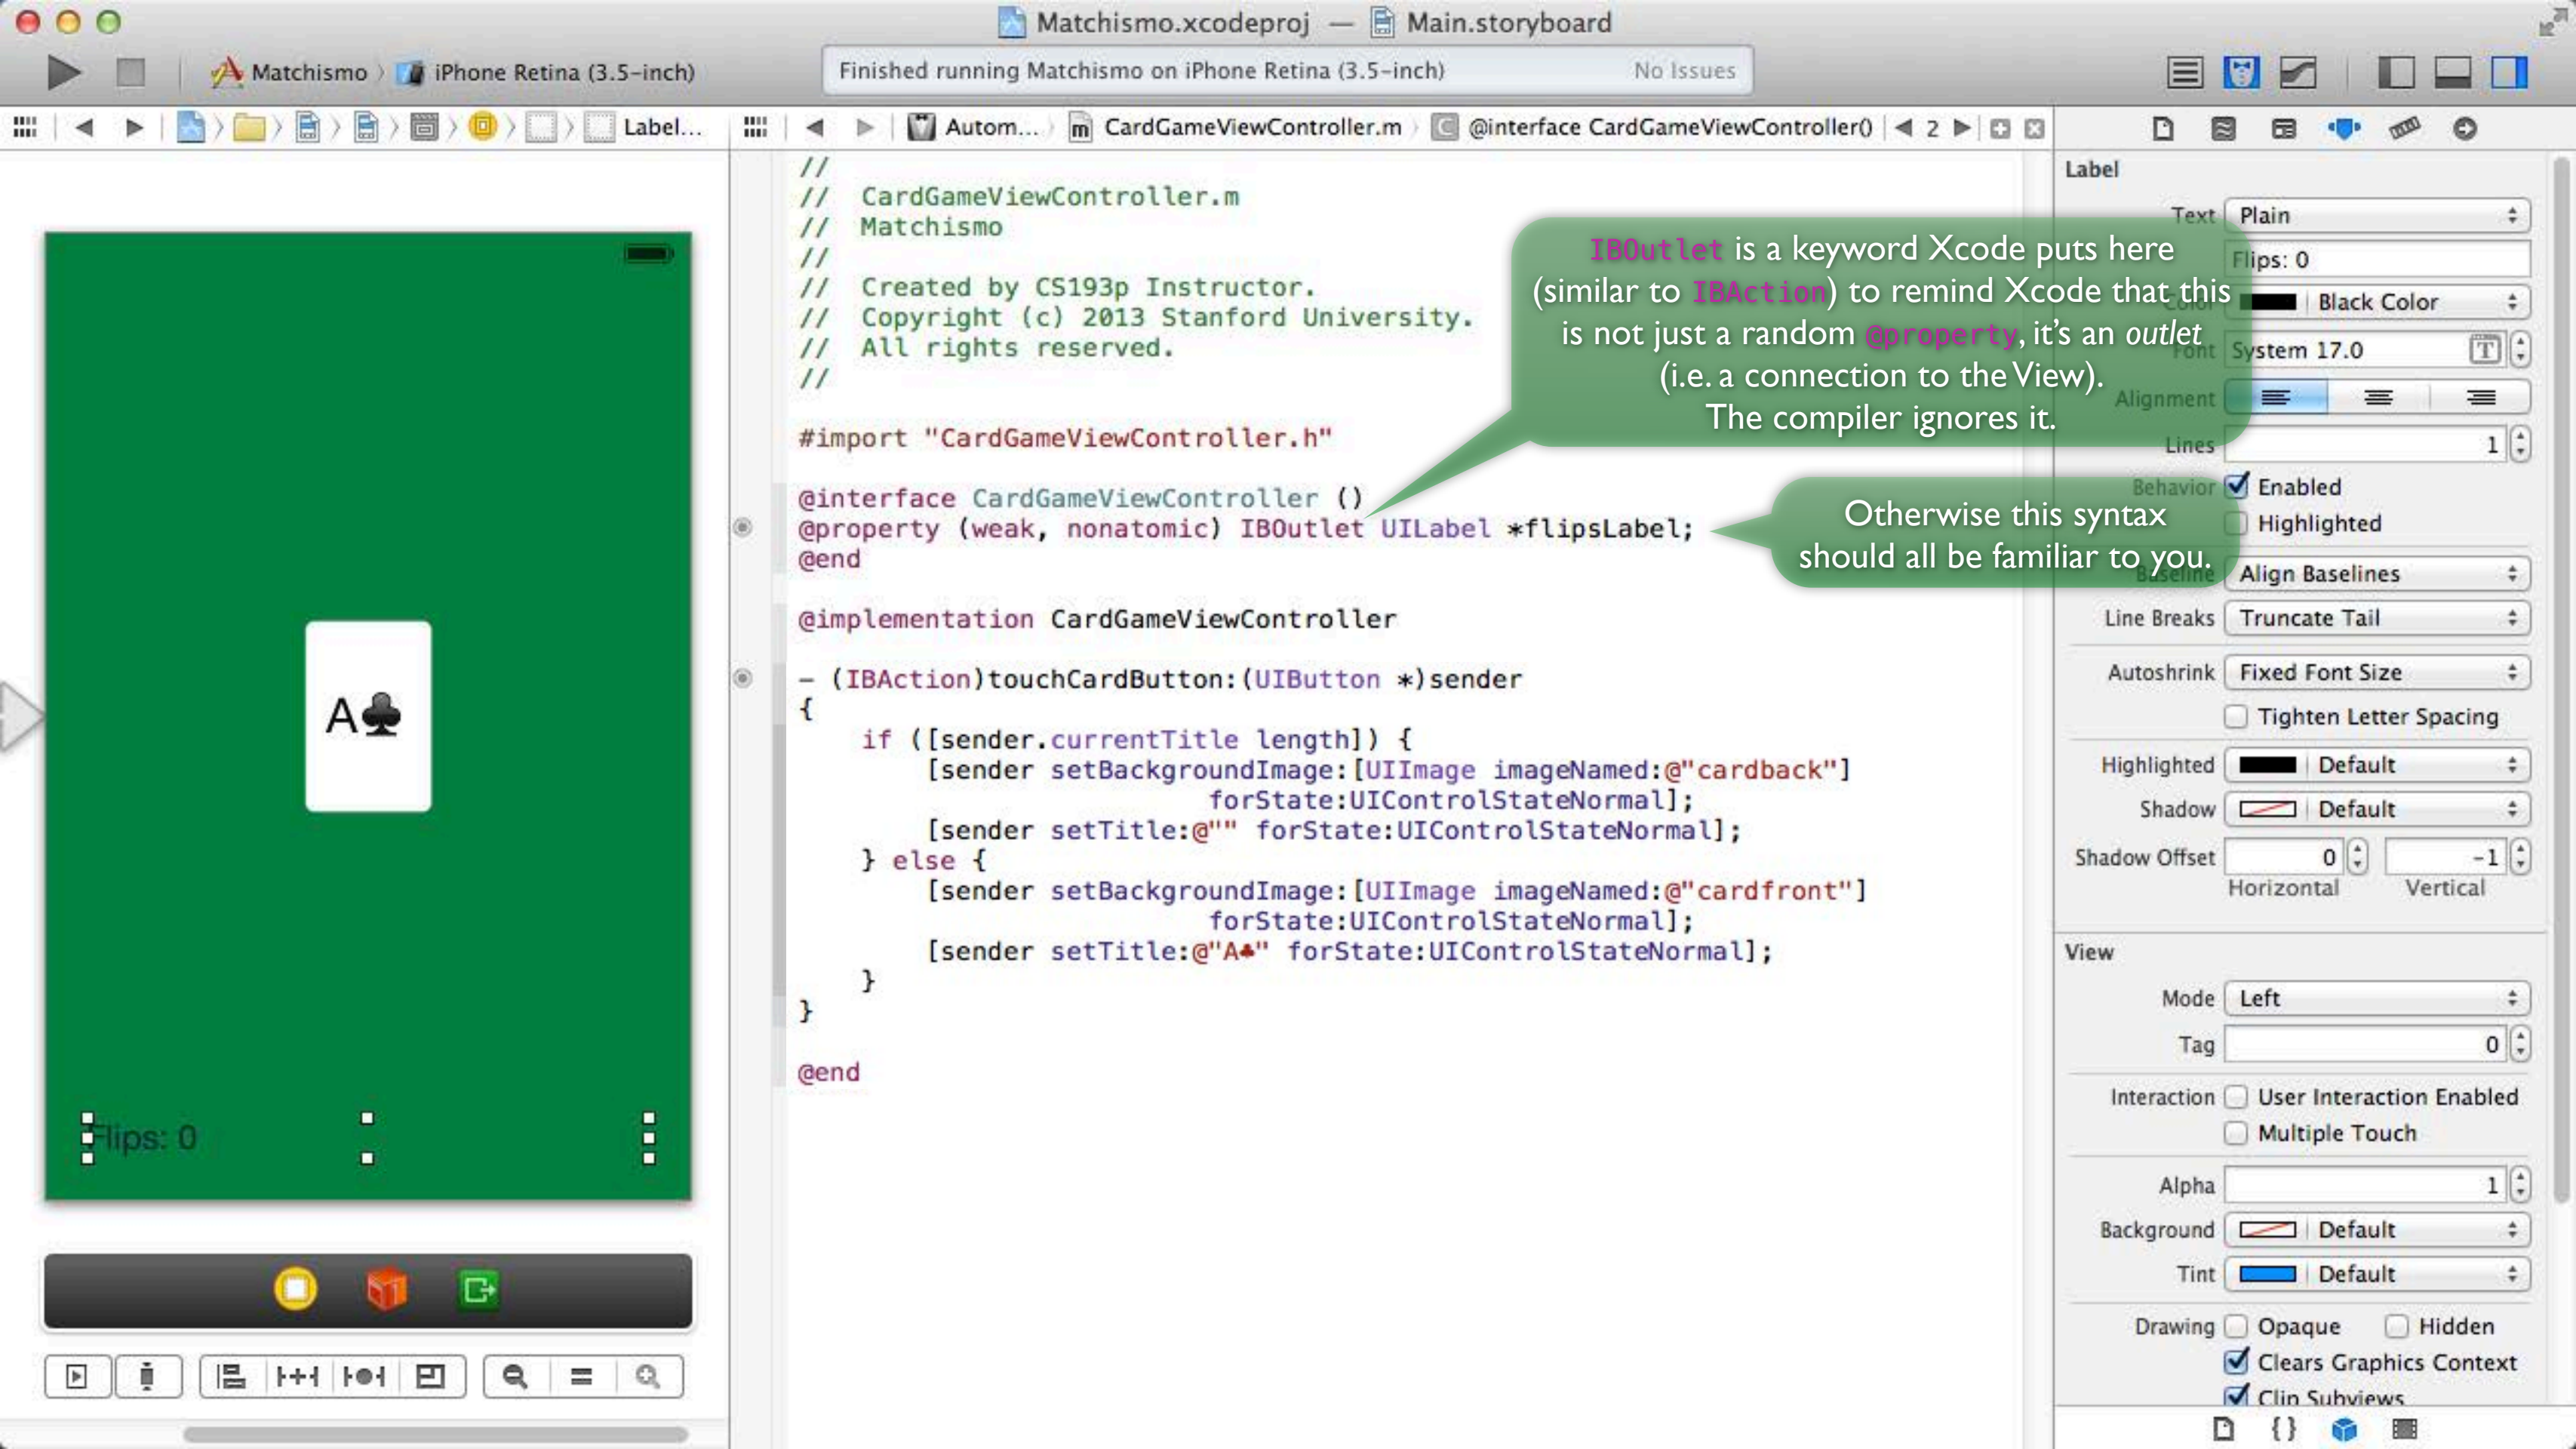 Matchismo.xcodeproj — Main.storyboard
Matchismo iPhone Retina (3.5-inch)
Finished running Matchismo on iPhone Retina (3.5-inch) No Issues
Label...
Autom... CardGameViewController.m @interface CardGameViewController() 2
A♣
Flips: 0
//
// CardGameViewController.m
// Matchismo
//
// Created by CS193p Instructor.
// Copyright (c) 2013 Stanford University.
// All rights reserved.
//
#import "CardGameViewController.h"
@interface CardGameViewController ()
@property (weak, nonatomic) IBOutlet UILabel *flipsLabel;
@end
@implementation CardGameViewController
- (IBAction)touchCardButton:(UIButton *)sender
{
if ([sender.currentTitle length]) {
[sender setBackgroundImage:[UIImage imageNamed:@"cardback"]
forState:UIControlStateNormal];
[sender setTitle:@"" forState:UIControlStateNormal];
} else {
[sender setBackgroundImage:[UIImage imageNamed:@"cardfront"]
forState:UIControlStateNormal];
[sender setTitle:@"A♣" forState:UIControlStateNormal];
}
}
@end
IBOutlet is a keyword Xcode puts here
(similar to IBAction) to remind Xcode that this
is not just a random @property, it's an outlet
(i.e. a connection to the View).
The compiler ignores it.
Otherwise this syntax
should all be familiar to you.
Label
Text Plain
Flips: 0
Color Black Color
Font System 17.0
Alignment
Lines 1
Behavior Enabled
Highlighted
Baseline Align Baselines
Line Breaks Truncate Tail
Autoshrink Fixed Font Size
Tighten Letter Spacing
Highlighted Default
Shadow Default
Shadow Offset 0 -1
Horizontal Vertical
View
Mode Left
Tag 0
Interaction User Interaction Enabled
Multiple Touch
Alpha 1
Background Default
Tint Default
Drawing Opaque Hidden
Clears Graphics Context
Clip Subviews